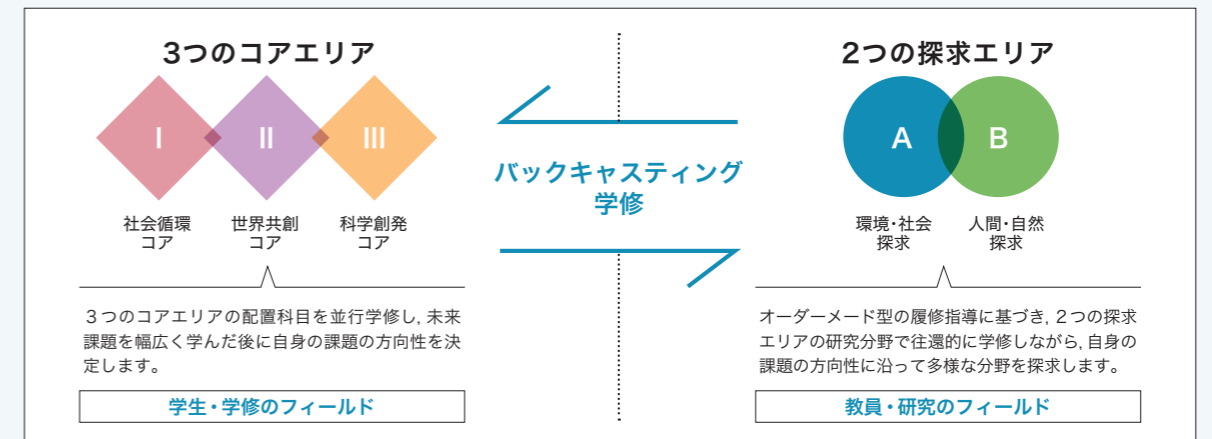 3つのコアエリア
I
II
III
社会循環
コア
世界共創
コア
科学創発
コア
3つのコアエリアの配置科目を並行学修し, 未来
課題を幅広く学んだ後に自身の課題の方向性を決
定します。
学生・学修のフィールド
バックキャスティング
学修
2つの探求エリア
A
B
環境・社会
探求
人間・自然
探求
オーダーメード型の履修指導に基づき, 2つの探求
エリアの研究分野で往還的に学修しながら, 自身の
課題の方向性に沿って多様な分野を探求します。
教員・研究のフィールド